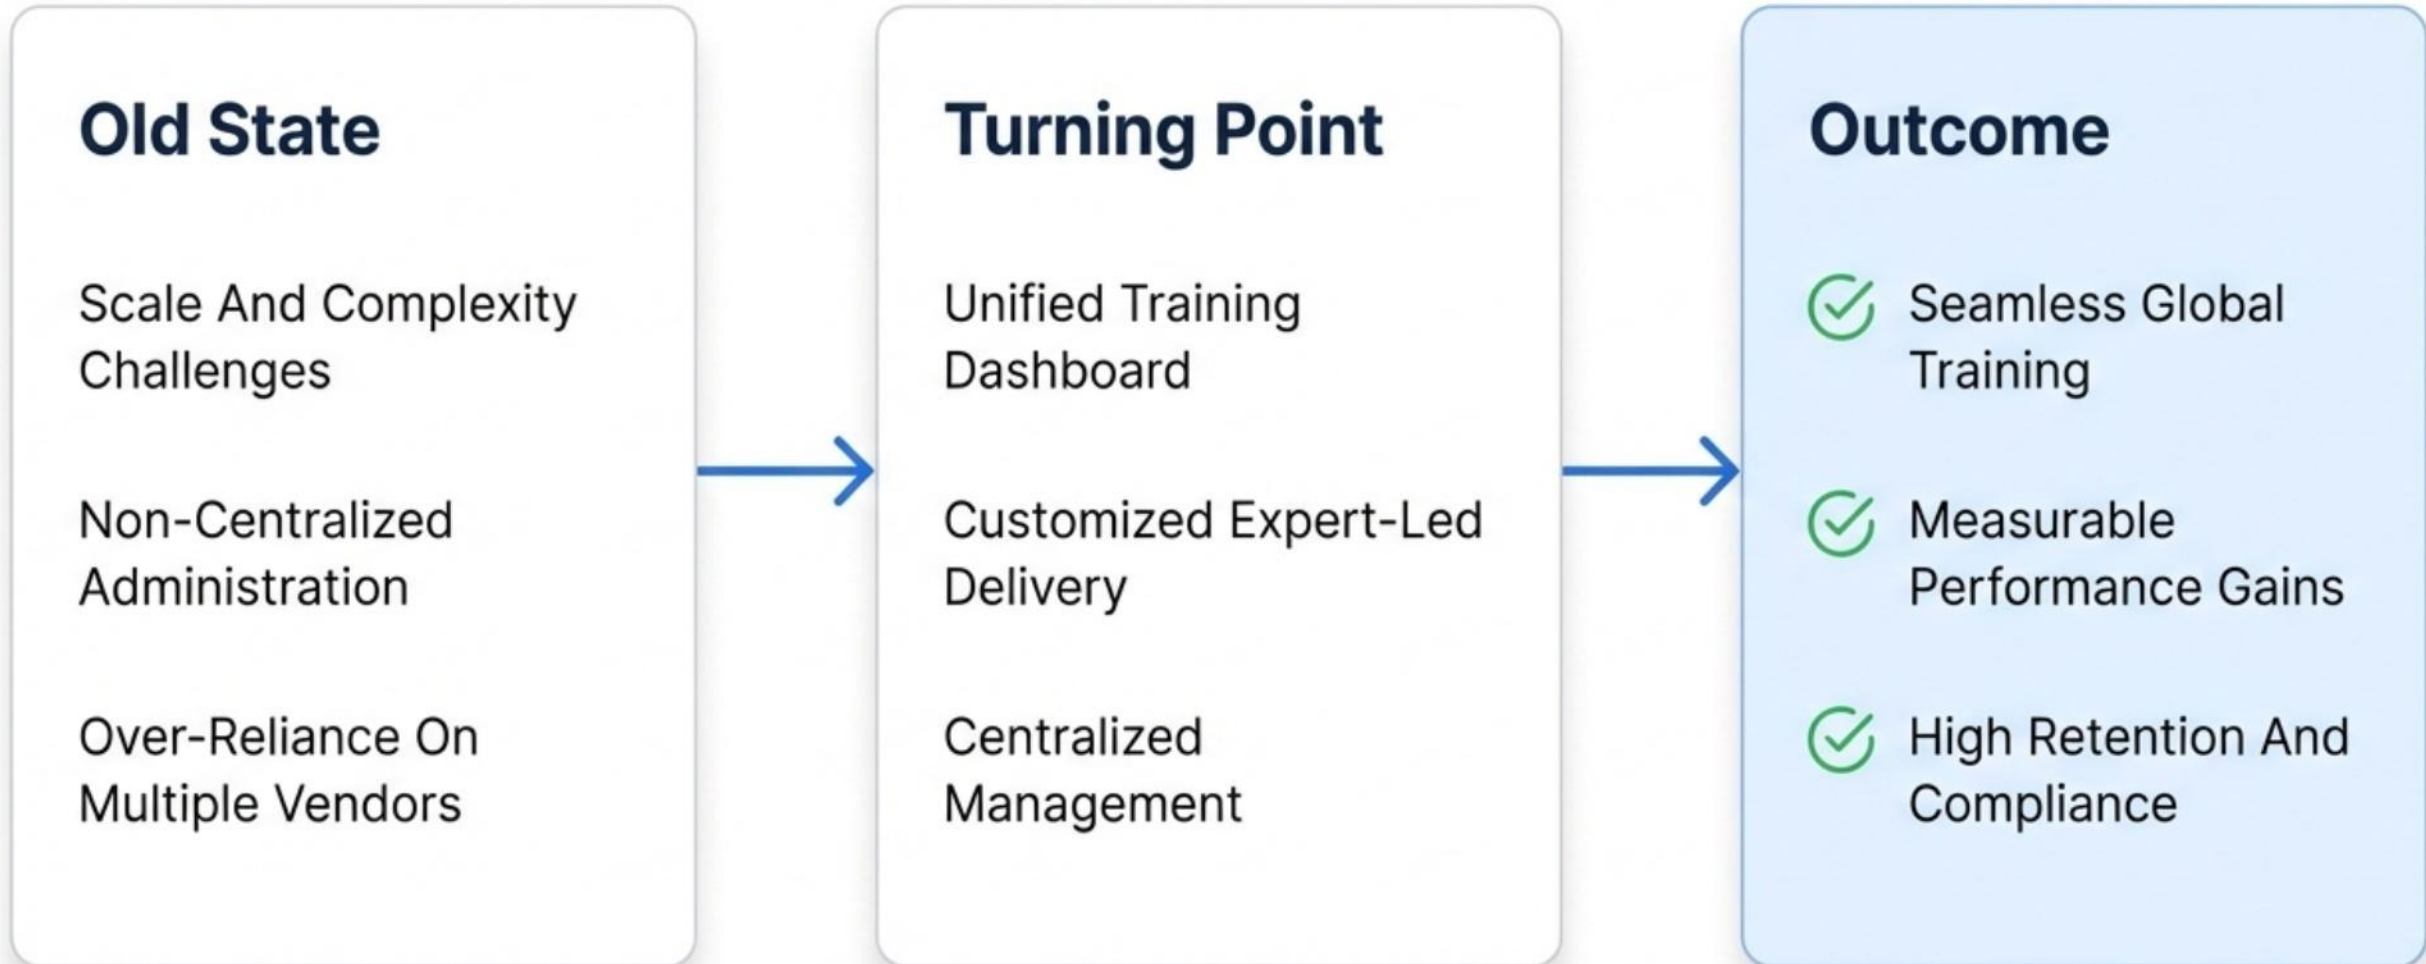 Old State
Scale And Complexity
Challenges
Non-Centralized
Administration
Over-Reliance On
Multiple Vendors
Turning Point
Unified Training
Dashboard
Customized Expert-Led
Delivery
Centralized
Management
Outcome
Seamless Global
Training
Measurable
Performance Gains
High Retention And
Compliance